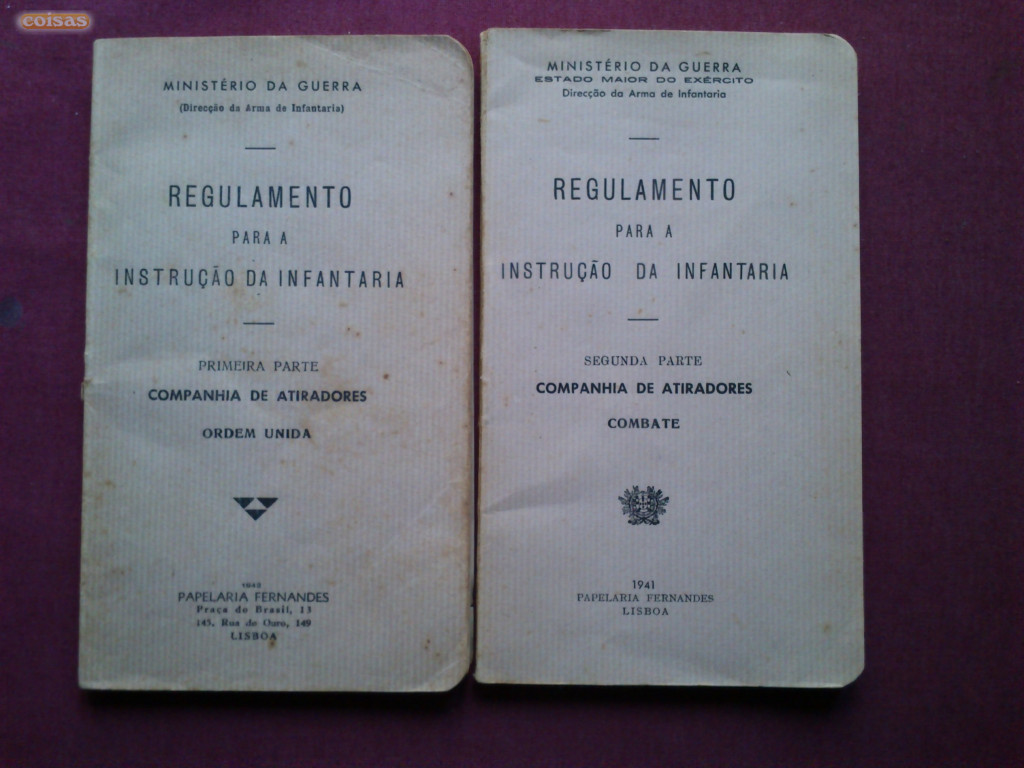 coisas
MINISTÉRIO DA GUERRA
(Direcção da Arma de Infantaria)
REGULAMENTO
PARA A
INSTRUÇÃO DA INFANTARIA
PRIMEIRA PARTE
COMPANHIA DE ATIRADORES
ORDEM UNIDA
PAPELARIA FERNANDES
Praça do Brasil, 13
145, Rua do Ouro, 149
LISBOA
MINISTÉRIO DA GUERRA
ESTADO MAIOR DO EXÉRCITO
Direcção da Arma de Infantaria
REGULAMENTO
PARA A
INSTRUÇÃO DA INFANTARIA
SEGUNDA PARTE
COMPANHIA DE ATIRADORES
COMBATE
1941
PAPELARIA FERNANDES
LISBOA